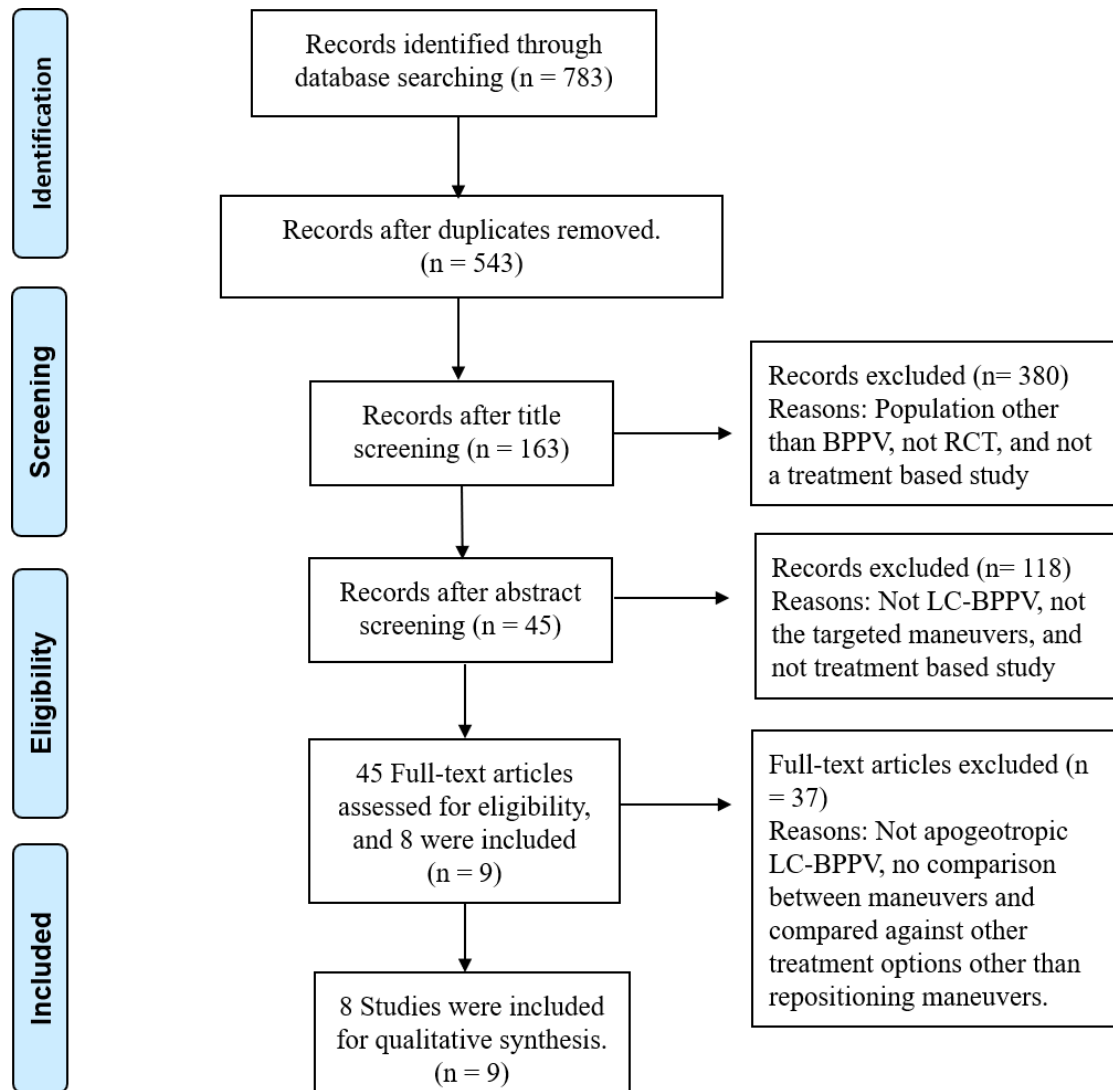 Identification
Records identified through
database searching (n = 783)
Records after duplicates removed.
(n = 543)
Screening
Records after title
screening (n = 163)
Records excluded (n= 380)
Reasons: Population other
than BPPV, not RCT, and not
a treatment based study
Eligibility
Records after abstract
screening (n = 45)
Records excluded (n= 118)
Reasons: Not LC-BPPV, not
the targeted maneuvers, and
not treatment based study
45 Full-text articles
assessed for eligibility,
and 8 were included
(n = 9)
Full-text articles excluded (n
= 37)
Reasons: Not apogeotropic
LC-BPPV, no comparison
between maneuvers and
compared against other
treatment options other than
repositioning maneuvers.
Included
8 Studies were included
for qualitative synthesis.
(n = 9)